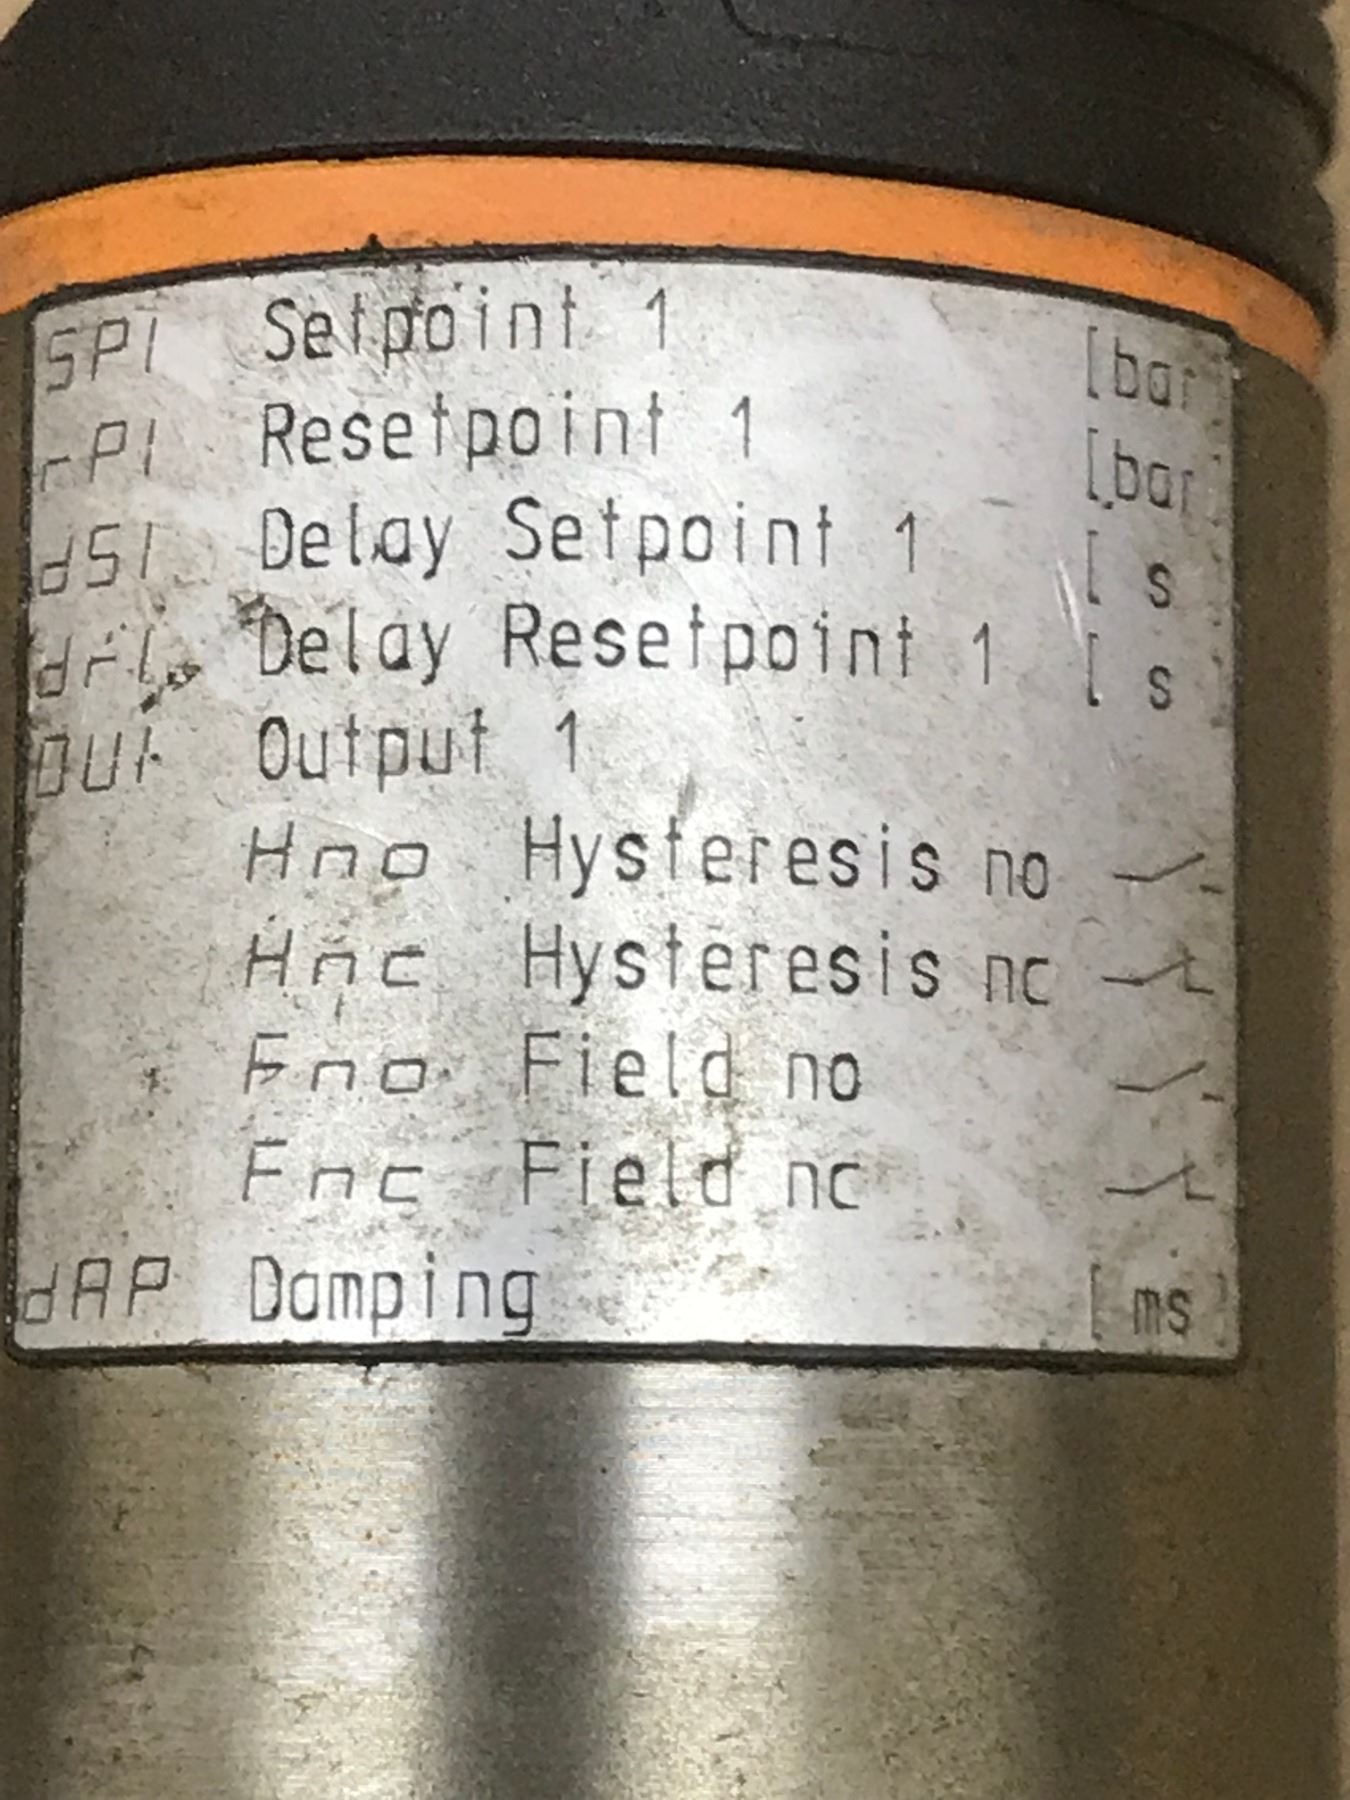 SP1 Setpoint 1 [bar]
rP1 Resetpoint 1 [bar]
dS1 Delay Setpoint 1 [ s
dr1 Delay Resetpoint 1 [ s
OU1 Output 1
Hno Hysteresis no
Hnc Hysteresis nc
Fno Field no
Fnc Field nc
dAP Damping [ ms ]